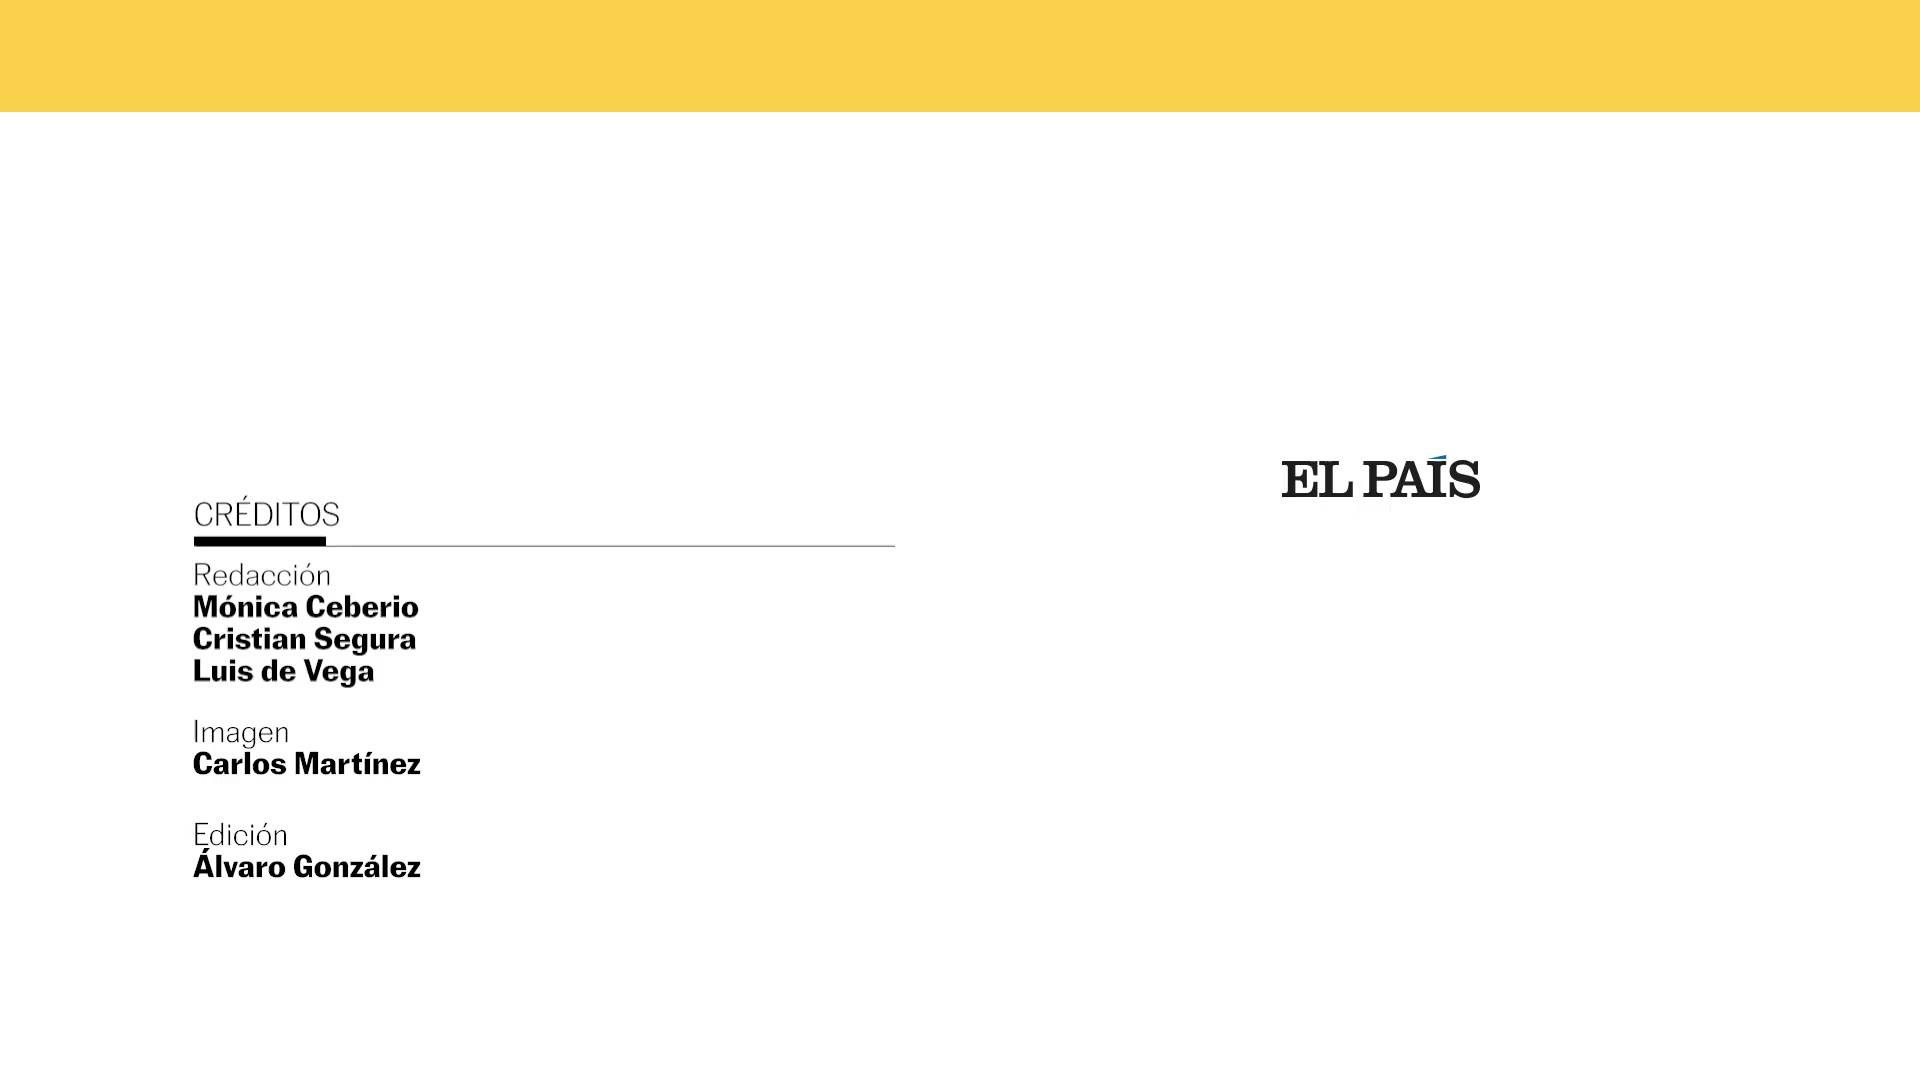 CRÉDITOS
Redacción
Mónica Ceberio
Cristian Segura
Luis de Vega
Imagen
Carlos Martínez
Edición
Álvaro González
EL PAÍS